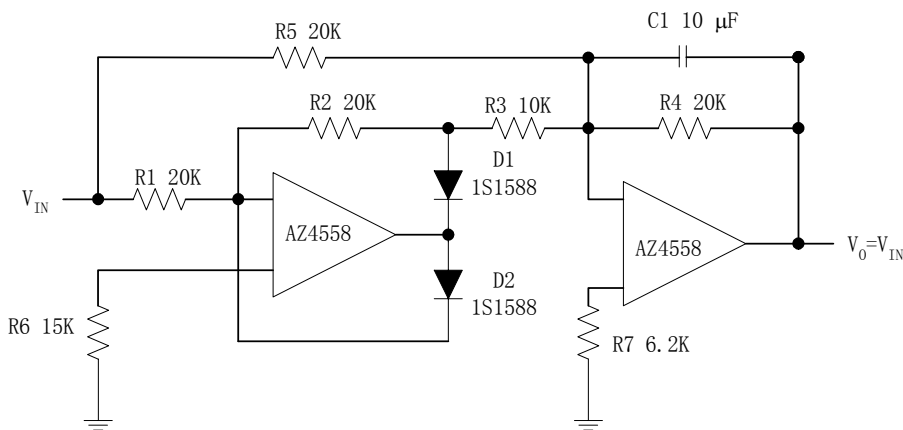 C1 10 μF
R5 20K
R2 20K
R3 10K
R4 20K
D1
1S1588
R1 20K
V_IN
AZ4558
AZ4558
V_O=V_IN
D2
1S1588
R6 15K
R7 6.2K